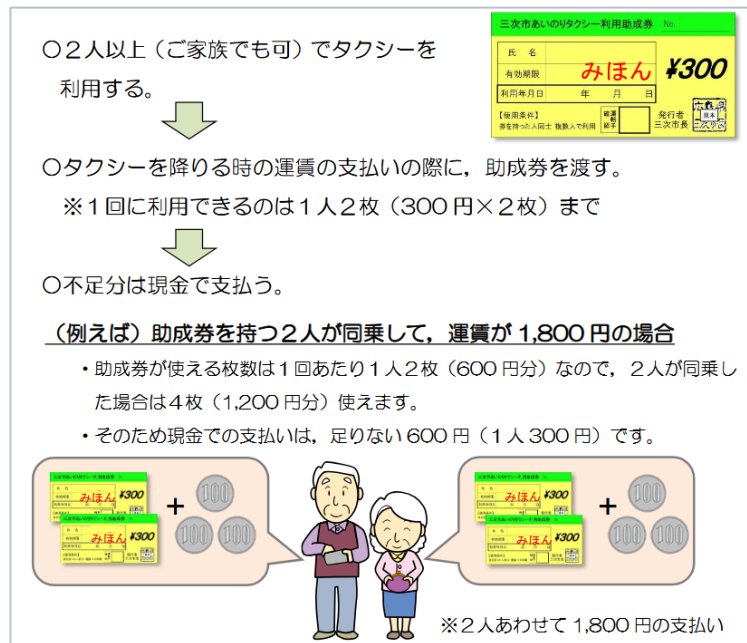 三次市あいのりタクシー利用助成券 No.
氏 名
有効期限
みほん
¥300
利用年月日 年 月 日
【使用条件】
券を持った人同士 複数人で利用
発行者
三次市長
見本
○2人以上（ご家族でも可）でタクシーを
利用する。
○タクシーを降りる時の運賃の支払いの際に，助成券を渡す。
※1回に利用できるのは1人2枚（300円×2枚）まで
○不足分は現金で支払う。
（例えば）助成券を持つ2人が同乗して，運賃が1,800円の場合
・助成券が使える枚数は1回あたり1人2枚（600円分）なので，2人が同乗し
た場合は4枚（1,200円分）使えます。
・そのため現金での支払いは，足りない600円（1人300円）です。
みほん ¥300
みほん ¥300
+
100
100 100
みほん ¥300
みほん ¥300
+
100
100 100
※2人あわせて1,800円の支払い